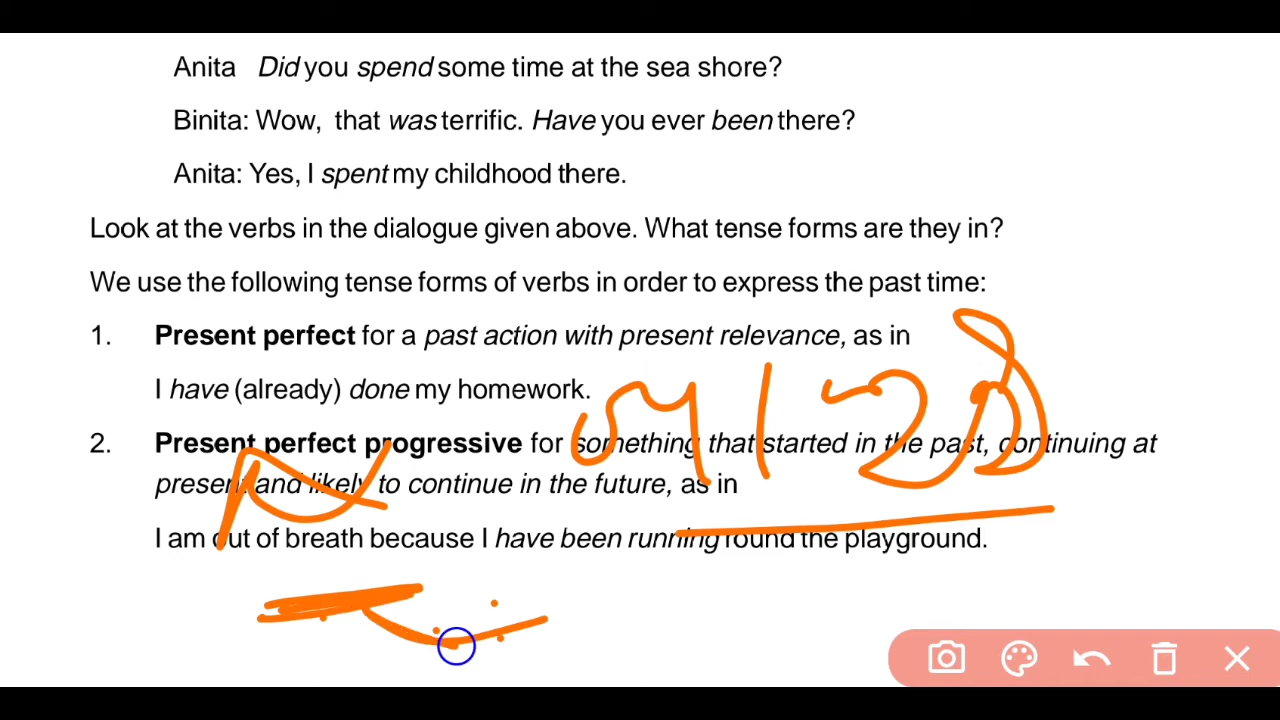 Anita Did you spend some time at the sea shore?
Binita: Wow, that was terrific. Have you ever been there?
Anita: Yes, I spent my childhood there.
Look at the verbs in the dialogue given above. What tense forms are they in?
We use the following tense forms of verbs in order to express the past time:
1. Present perfect for a past action with present relevance, as in
I have (already) done my homework.
2. Present perfect progressive for something that started in the past, continuing at
present and likely to continue in the future, as in
I am out of breath because I have been running round the playground.